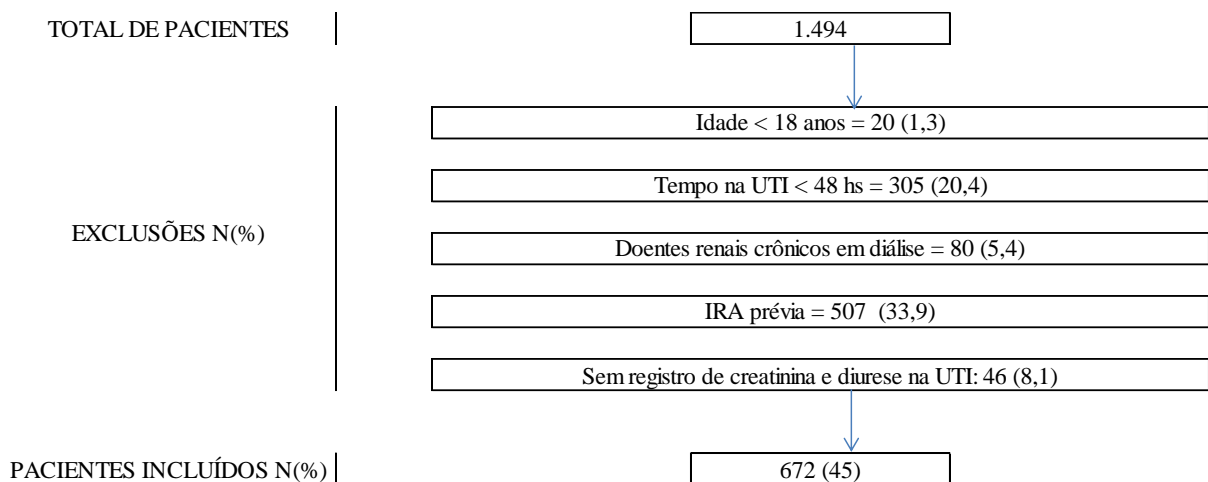 TOTAL DE PACIENTES
1.494
Idade < 18 anos = 20 (1,3)
Tempo na UTI < 48 hs = 305 (20,4)
EXCLUSÕES N(%)
Doentes renais crônicos em diálise = 80 (5,4)
IRA prévia = 507 (33,9)
Sem registro de creatinina e diurese na UTI: 46 (8,1)
PACIENTES INCLUÍDOS N(%)
672 (45)